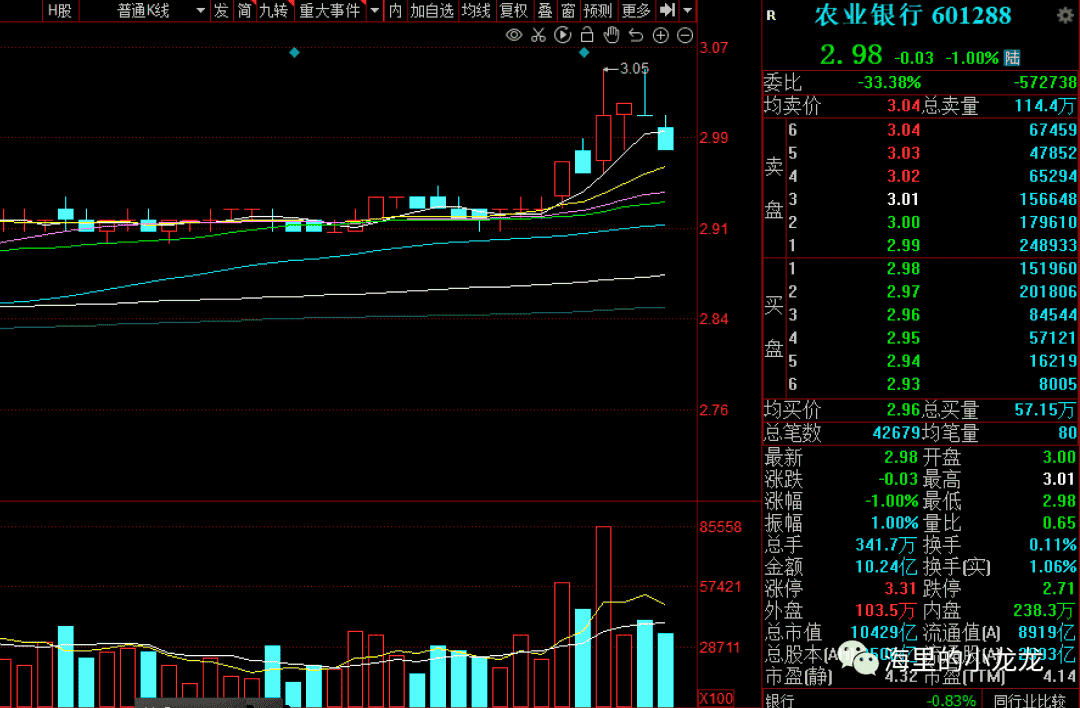 H股 普通K线 发 简 九转 重大事件 内 加自选 均线 复权 叠 窗 预测 更多
3.05
3.07
2.99
2.91
2.84
2.76
85558
57421
28711
X100
R 农业银行 601288
2.98 -0.03 -1.00% 陆
委比 -33.38% -572738
均卖价 3.04 总卖量 114.4万
卖盘
6 3.04 67459
5 3.03 47852
4 3.02 65294
3 3.01 156648
2 3.00 179610
1 2.99 248933
买盘
1 2.98 151960
2 2.97 201806
3 2.96 84544
4 2.95 57121
5 2.94 16219
6 2.93 8005
均买价 2.96 总买量 57.15万
总笔数 42679 均笔量 80
最新 2.98 开盘 3.00
涨跌 -0.03 最高 3.01
涨幅 -1.00% 最低 2.98
振幅 1.00% 量比 0.65
总手 341.7万 换手 0.11%
金额 10.24亿 换手(实) 1.06%
涨停 3.31 跌停 2.71
外盘 103.5万 内盘 238.3万
总市值 10429亿 流通值(A) 8919亿
总股本(A
海里的小龙龙
市盈(静) 4.32 市盈(TTM) 4.14
银行 -0.83% 同行业比较